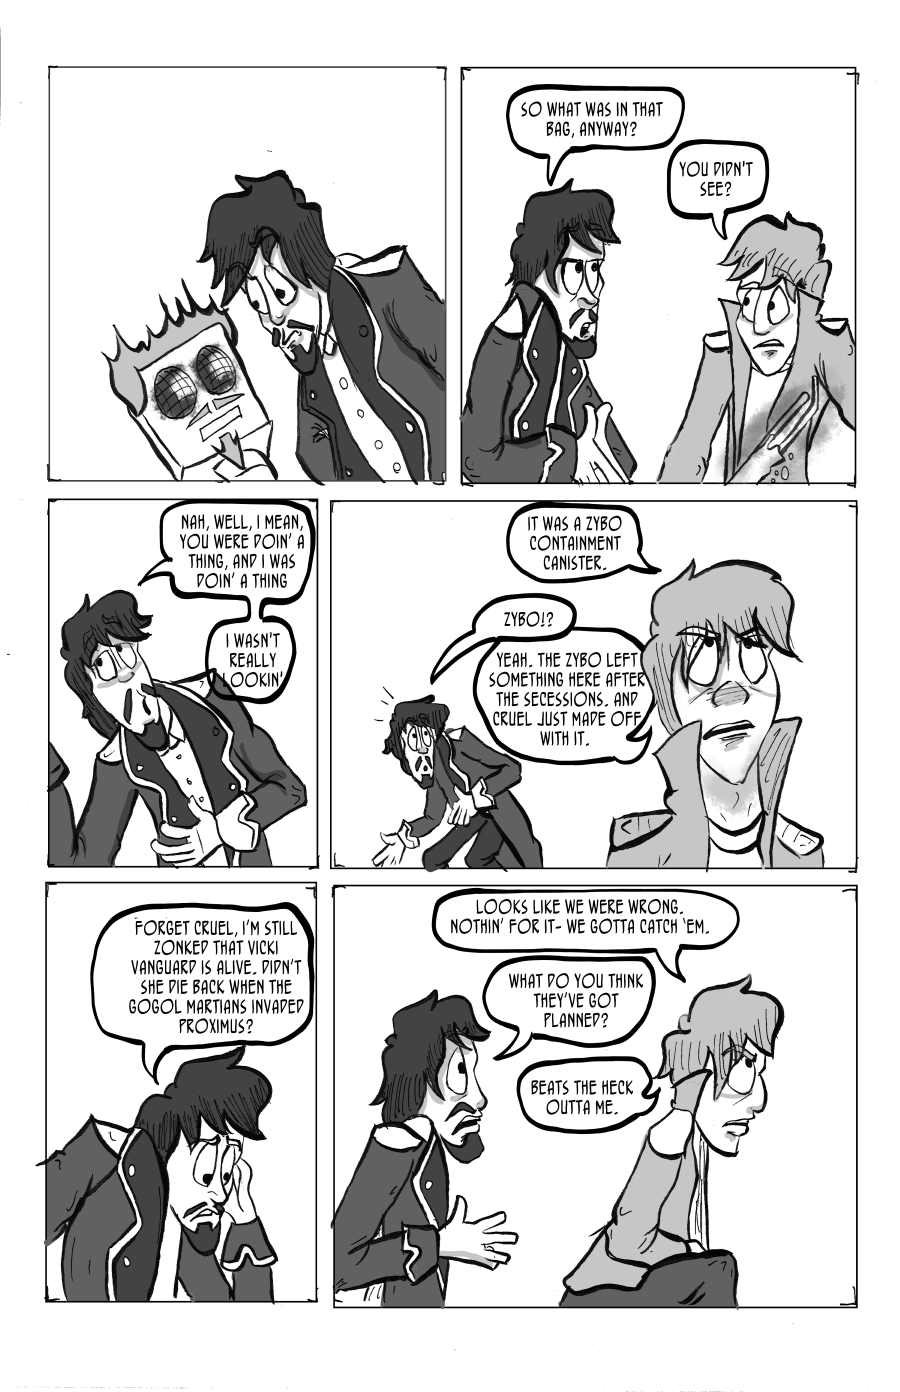 SO WHAT WAS IN THAT
BAG, ANYWAY?
YOU DIDN'T
SEE?
NAH, WELL, I MEAN,
YOU WERE DOIN' A
THING, AND I WAS
DOIN' A THING
I WASN'T
REALLY
LOOKIN'
IT WAS A ZYBO
CONTAINMENT
CANISTER.
ZYBO!?
YEAH. THE ZYBO LEFT
SOMETHING HERE AFTER
THE SECESSIONS. AND
CRUEL JUST MADE OFF
WITH IT.
FORGET CRUEL, I'M STILL
ZONKED THAT VICKI
VANGUARD IS ALIVE. DIDN'T
SHE DIE BACK WHEN THE
GOGOL MARTIANS INVADED
PROXIMUS?
LOOKS LIKE WE WERE WRONG.
NOTHIN' FOR IT- WE GOTTA CATCH 'EM.
WHAT DO YOU THINK
THEY'VE GOT
PLANNED?
BEATS THE HECK
OUTTA ME.